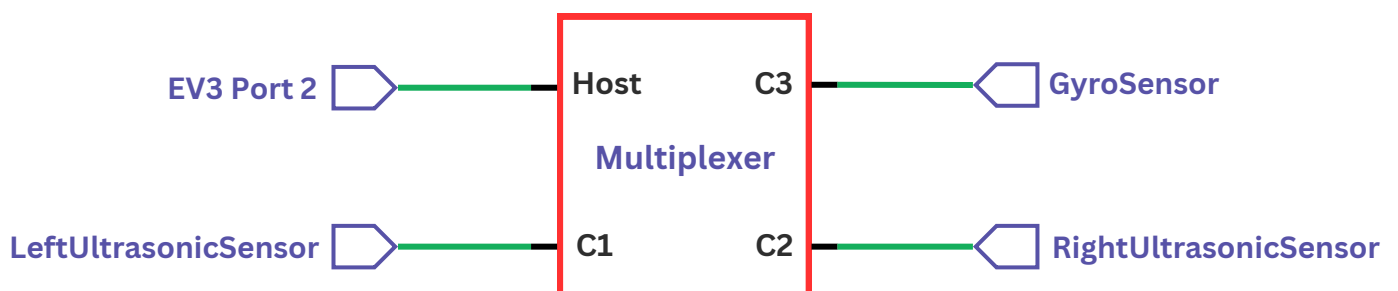 EV3 Port 2 Host C3 GyroSensor
Multiplexer
LeftUltrasonicSensor C1 C2 RightUltrasonicSensor